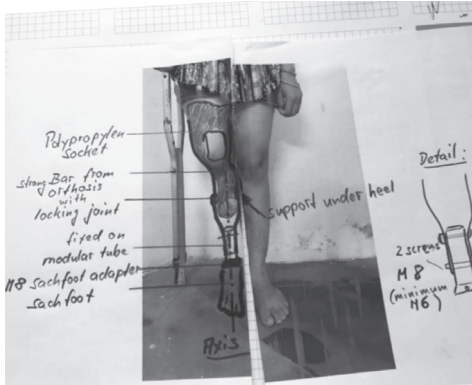 Polypropylen
socket
strong Bar from
orthosis
with
locking joint
fixed on
modular tube
M8 sachfoot adapter
sachfoot
support under heel
Axis
Detail:
2 screws
M8
(minimum
M6)